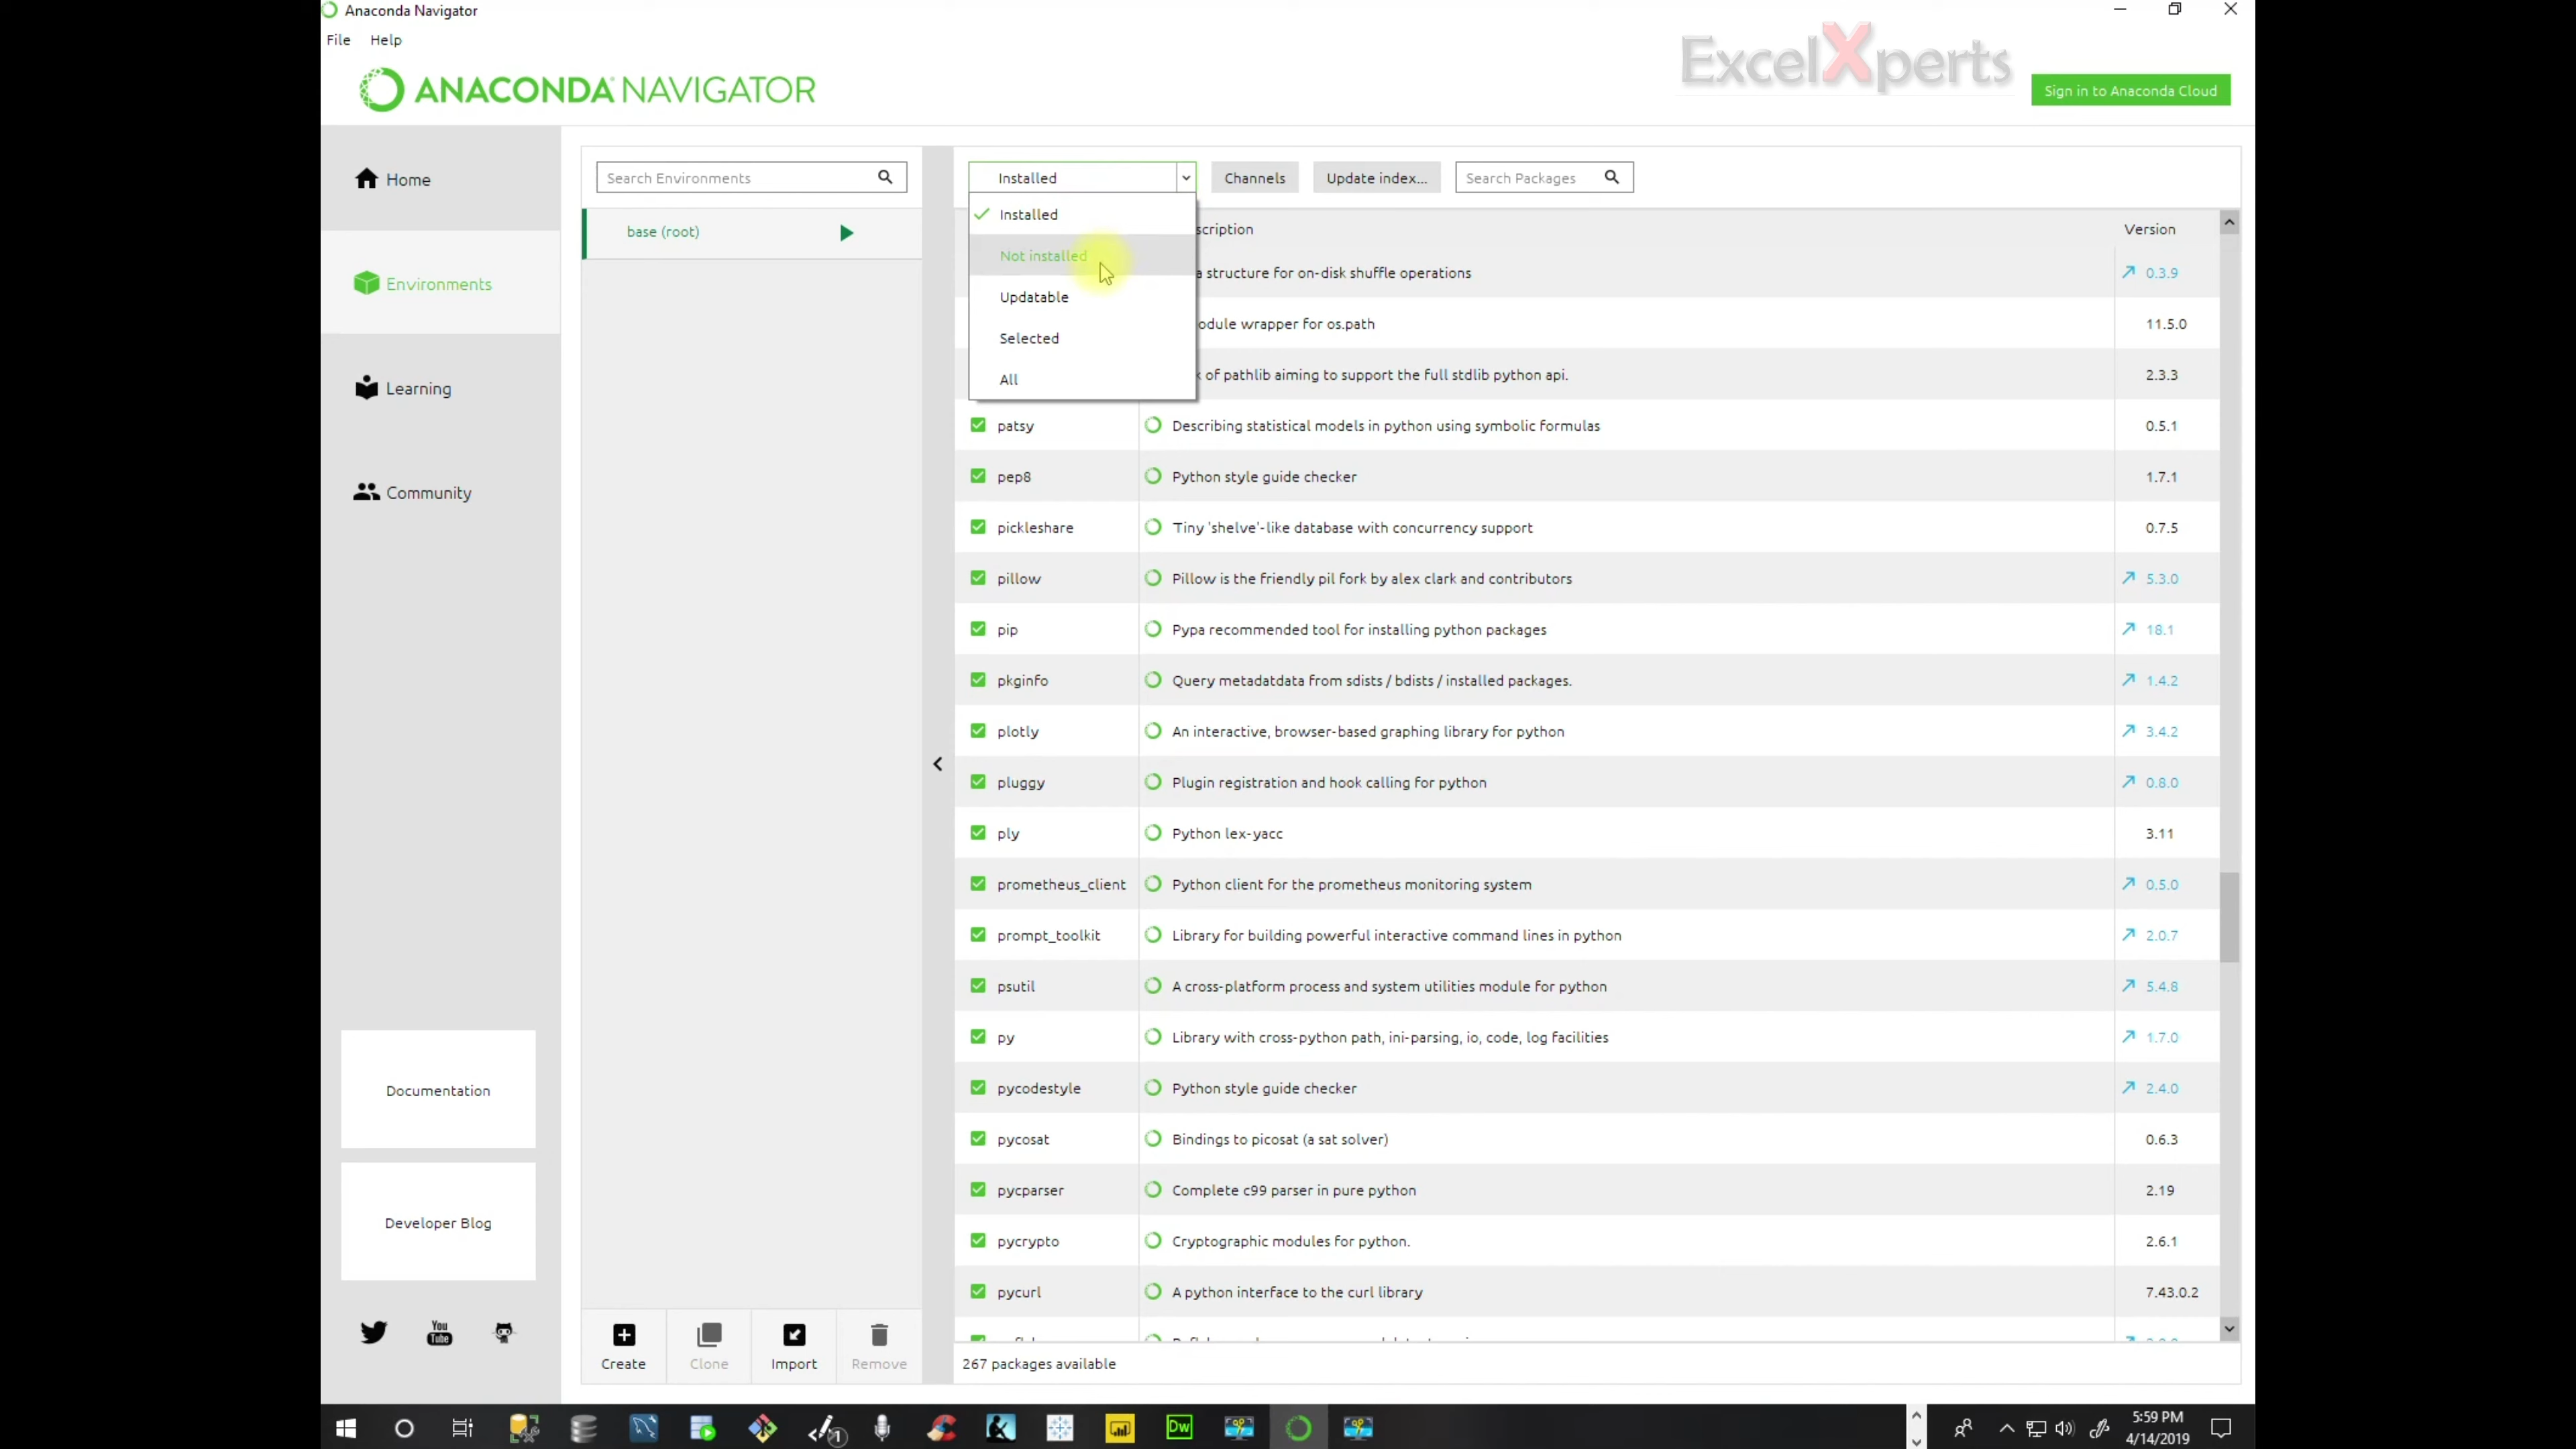 Anaconda Navigator
File Help
ExcelXperts
ANACONDA NAVIGATOR
Sign in to Anaconda Cloud
Home
Environments
Learning
Community
Documentation
Developer Blog
You Tube
Search Environments
base (root)
Create Clone Import Remove
Installed Channels Update index... Search Packages
Installed
Not installed
Updatable
Selected
All
scription Version
a structure for on-disk shuffle operations 0.3.9
odule wrapper for os.path 11.5.0
of pathlib aiming to support the full stdlib python api. 2.3.3
patsy Describing statistical models in python using symbolic formulas 0.5.1
pep8 Python style guide checker 1.7.1
pickleshare Tiny 'shelve'-like database with concurrency support 0.7.5
pillow Pillow is the friendly pil fork by alex clark and contributors 5.3.0
pip Pypa recommended tool for installing python packages 18.1
pkginfo Query metadatdata from sdists / bdists / installed packages. 1.4.2
plotly An interactive, browser-based graphing library for python 3.4.2
pluggy Plugin registration and hook calling for python 0.8.0
ply Python lex-yacc 3.11
prometheus_client Python client for the prometheus monitoring system 0.5.0
prompt_toolkit Library for building powerful interactive command lines in python 2.0.7
psutil A cross-platform process and system utilities module for python 5.4.8
py Library with cross-python path, ini-parsing, io, code, log facilities 1.7.0
pycodestyle Python style guide checker 2.4.0
pycosat Bindings to picosat (a sat solver) 0.6.3
pycparser Complete c99 parser in pure python 2.19
pycrypto Cryptographic modules for python. 2.6.1
pycurl A python interface to the curl library 7.43.0.2
267 packages available
Dw
5:59 PM
4/14/2019